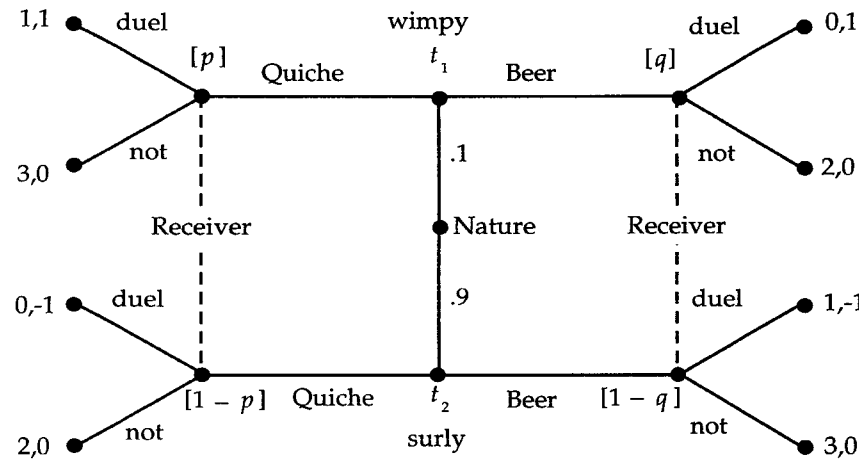 1,1 duel wimpy duel 0,1
[p] t₁ [q]
Quiche Beer
not .1 not
3,0 2,0
Receiver Nature Receiver
0,-1 duel .9 duel 1,-1
[1 – p] Quiche t₂ Beer [1 – q]
not not
2,0 surly 3,0